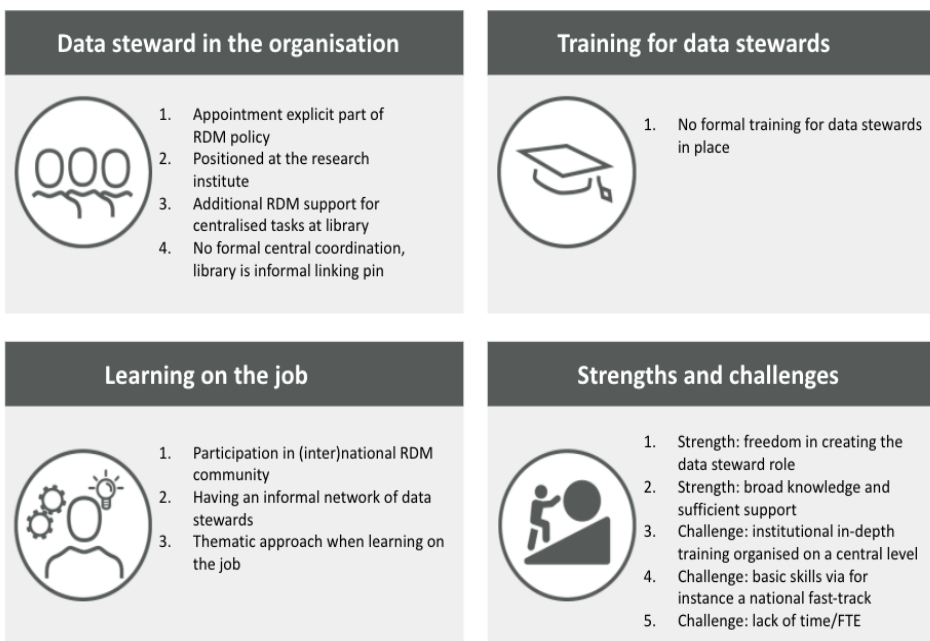 Data steward in the organisation
1. Appointment explicit part of
RDM policy
2. Positioned at the research
institute
3. Additional RDM support for
centralised tasks at library
4. No formal central coordination,
library is informal linking pin
Training for data stewards
1. No formal training for data stewards
in place
Learning on the job
1. Participation in (inter)national RDM
community
2. Having an informal network of data
stewards
3. Thematic approach when learning on
the job
Strengths and challenges
1. Strength: freedom in creating the
data steward role
2. Strength: broad knowledge and
sufficient support
3. Challenge: institutional in-depth
training organised on a central level
4. Challenge: basic skills via for
instance a national fast-track
5. Challenge: lack of time/FTE